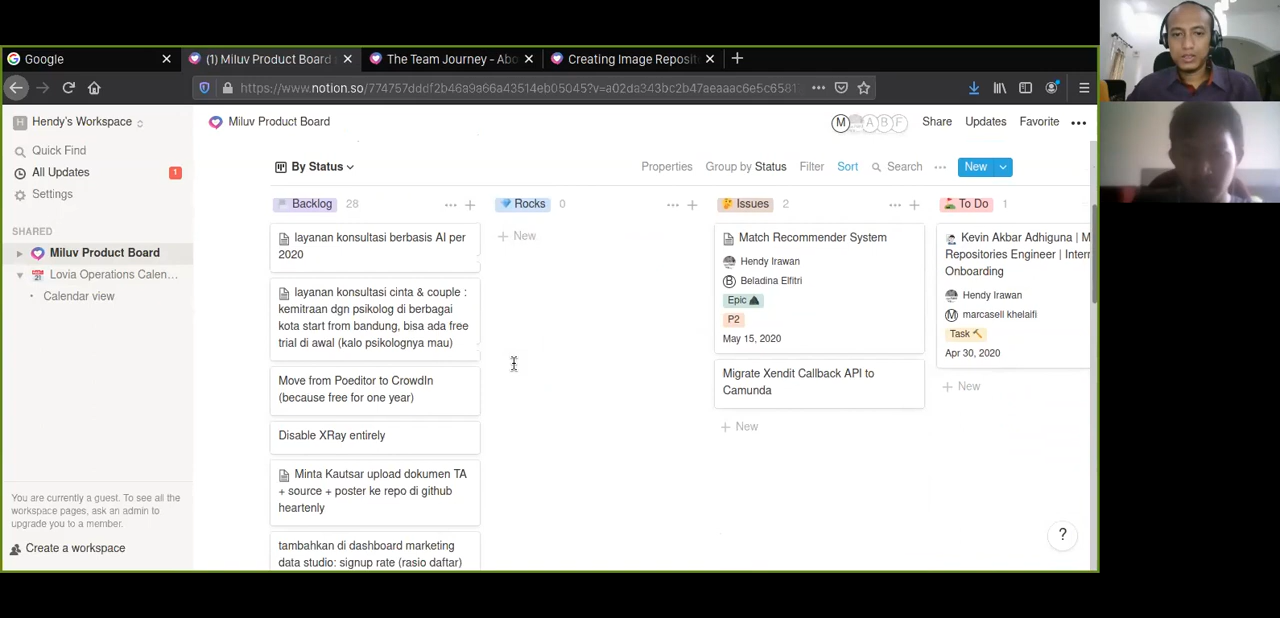 Google
(1) Miluv Product Board
The Team Journey - Abo
Creating Image Reposit
https://www.notion.so/
Hendy's Workspace
Miluv Product Board
M A B F
Share Updates Favorite
Quick Find
All Updates 1
Settings
SHARED
Miluv Product Board
Lovia Operations Calen...
Calendar view
You are currently a guest. To see all the
workspace pages, ask an admin to
upgrade you to a member.
Create a workspace
By Status
Properties Group by Status Filter Sort Search New
Backlog 28
layanan konsultasi berbasis AI per
2020
layanan konsultasi cinta & couple :
kemitraan dgn psikolog di berbagai
kota start from bandung, bisa ada free
trial di awal (kalo psikolognya mau)
Move from Poeditor to CrowdIn
(because free for one year)
Disable XRay entirely
Minta Kautsar upload dokumen TA
+ source + poster ke repo di github
heartenly
tambahkan di dashboard marketing
data studio: signup rate (rasio daftar)
Rocks 0
+ New
Issues 2
Match Recommender System
Hendy Irawan
B Beladina Elfitri
Epic
P2
May 15, 2020
Migrate Xendit Callback API to
Camunda
+ New
To Do 1
Kevin Akbar Adhiguna | M
Repositories Engineer | Inter
Onboarding
Hendy Irawan
M marcasell khelaifi
Task
Apr 30, 2020
+ New
?